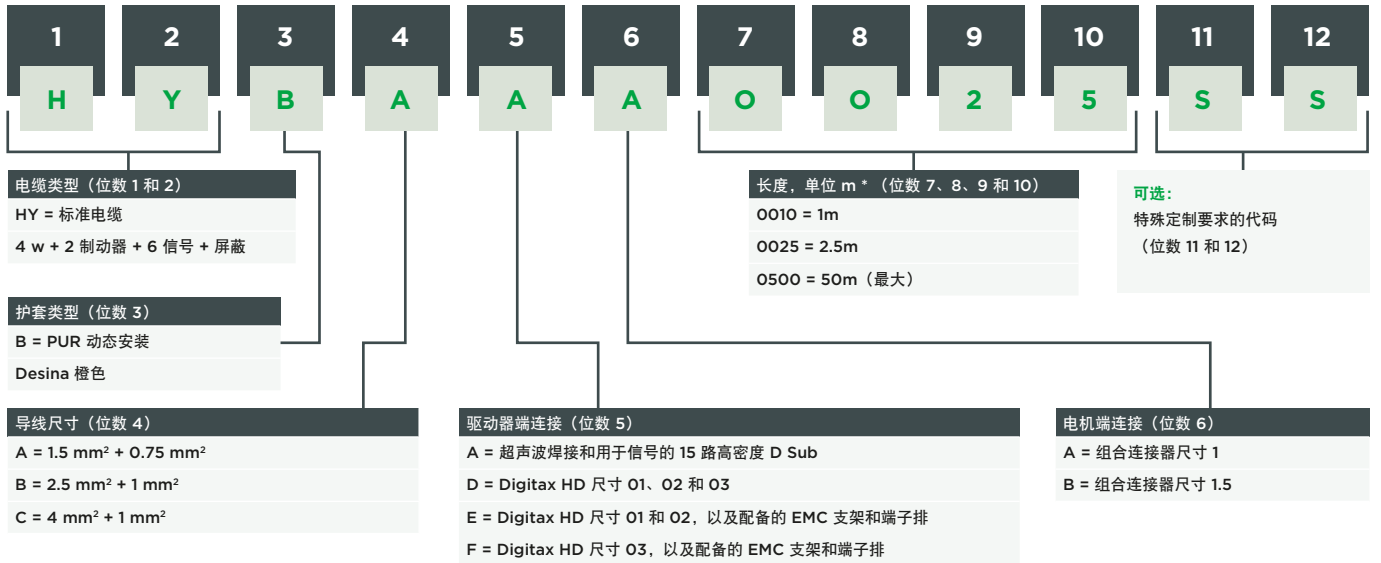 1 2 3 4 5 6 7 8 9 10 11 12
H Y B A A A 0 0 2 5 S S
电缆类型（位数 1 和 2）
HY = 标准电缆
4 w + 2 制动器 + 6 信号 + 屏蔽
长度，单位 m * （位数 7、8、9 和 10）
0010 = 1m
0025 = 2.5m
0500 = 50m（最大）
可选：
特殊定制要求的代码
（位数 11 和 12）
护套类型（位数 3）
B = PUR 动态安装
Desina 橙色
导线尺寸（位数 4）
A = 1.5 mm² + 0.75 mm²
B = 2.5 mm² + 1 mm²
C = 4 mm² + 1 mm²
驱动器端连接（位数 5）
A = 超声波焊接和用于信号的 15 路高密度 D Sub
D = Digitax HD 尺寸 01、02 和 03
E = Digitax HD 尺寸 01 和 02，以及配备的 EMC 支架和端子排
F = Digitax HD 尺寸 03，以及配备的 EMC 支架和端子排
电机端连接（位数 6）
A = 组合连接器尺寸 1
B = 组合连接器尺寸 1.5